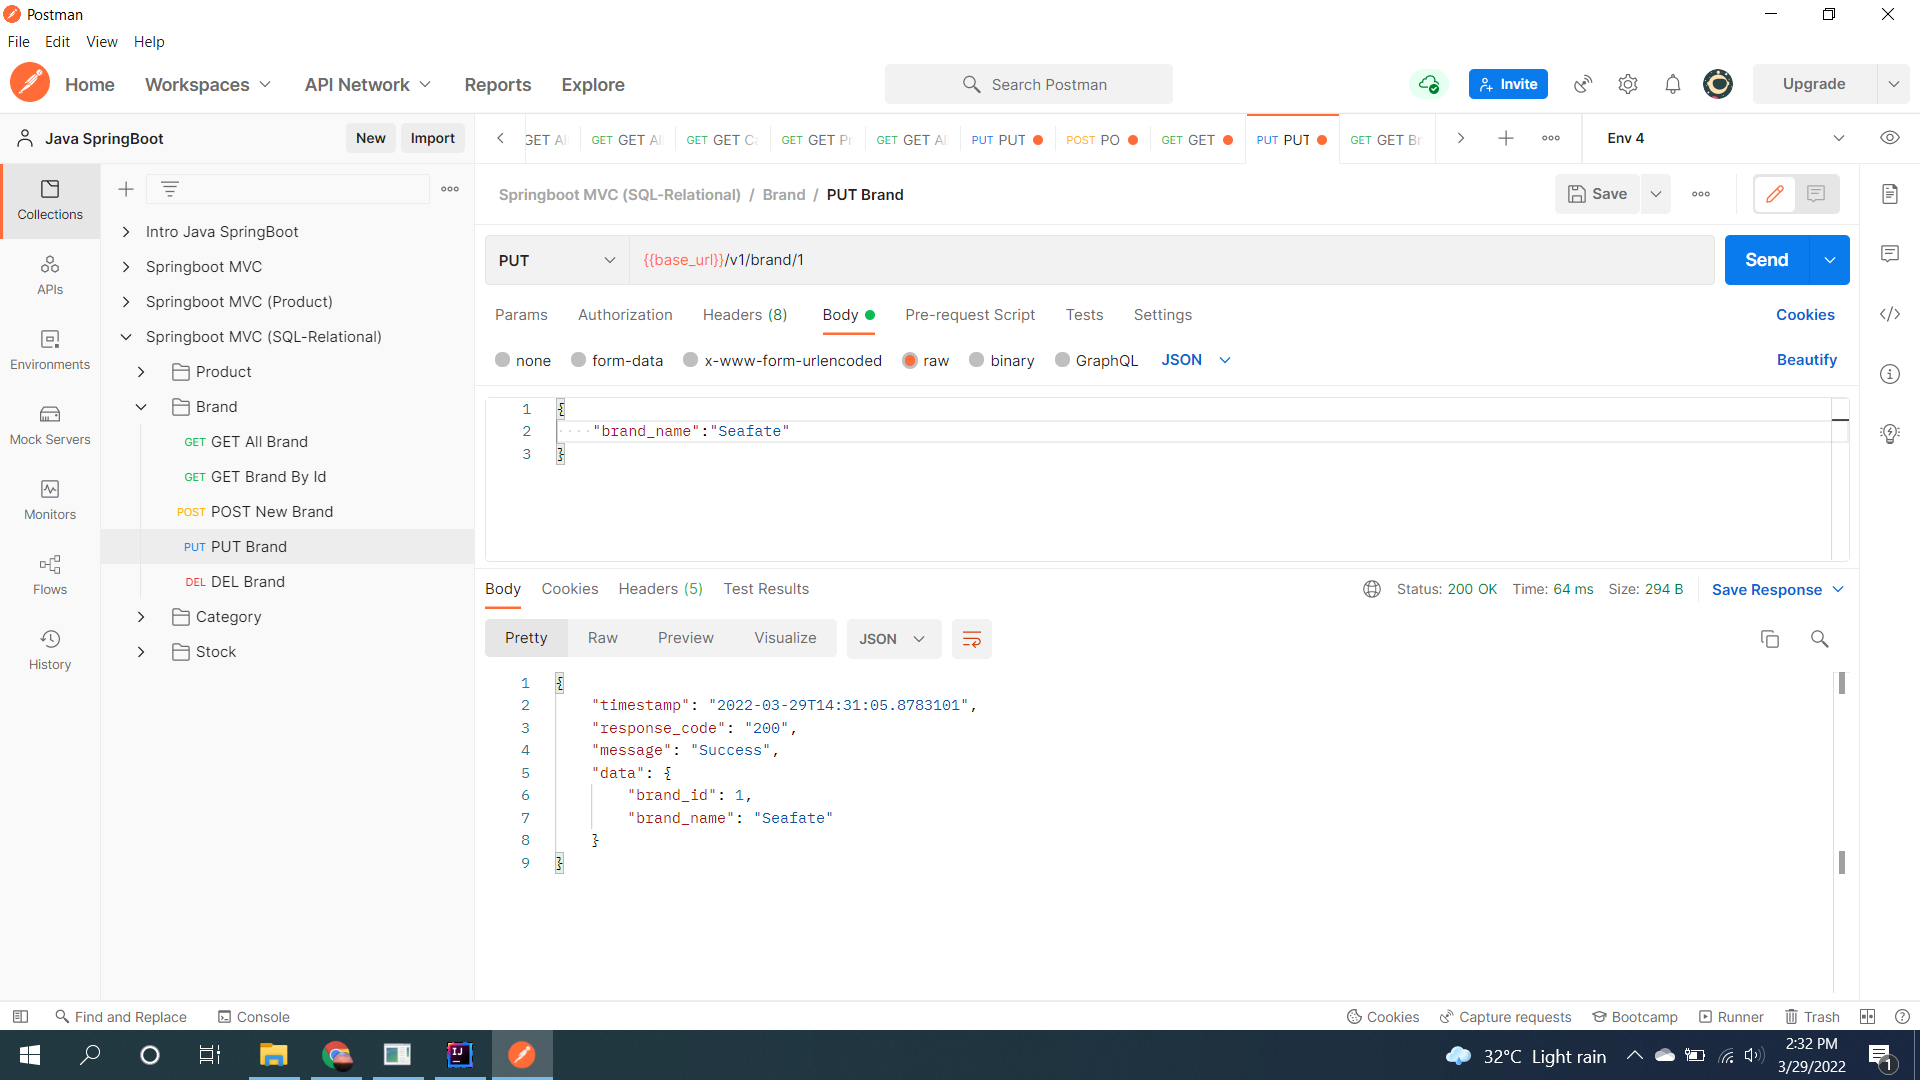 Postman
File Edit View Help
Home Workspaces API Network Reports Explore Search Postman Invite Upgrade
Java SpringBoot New Import GET Al GET GET Al GET GET C GET GET P GET GET Al PUT PUT POST PO GET GET PUT PUT GET GET B Env 4
Springboot MVC (SQL-Relational) / Brand / PUT Brand Save
Collections
APIs
Environments
Mock Servers
Monitors
Flows
History
Intro Java SpringBoot
Springboot MVC
Springboot MVC (Product)
Springboot MVC (SQL-Relational)
Product
Brand
GET GET All Brand
GET GET Brand By Id
POST POST New Brand
PUT PUT Brand
DEL DEL Brand
Category
Stock
PUT {{base_url}}/v1/brand/1 Send
Params Authorization Headers (8) Body Pre-request Script Tests Settings Cookies
none form-data x-www-form-urlencoded raw binary GraphQL JSON Beautify
1 {
2 "brand_name":"Seafate"
3 }
Body Cookies Headers (5) Test Results Status: 200 OK Time: 64 ms Size: 294 B Save Response
Pretty Raw Preview Visualize JSON
1 {
2 "timestamp": "2022-03-29T14:31:05.8783101",
3 "response_code": "200",
4 "message": "Success",
5 "data": {
6 "brand_id": 1,
7 "brand_name": "Seafate"
8 }
9 }
Find and Replace Console Cookies Capture requests Bootcamp Runner Trash
IJ 32°C Light rain 2:32 PM
3/29/2022 1